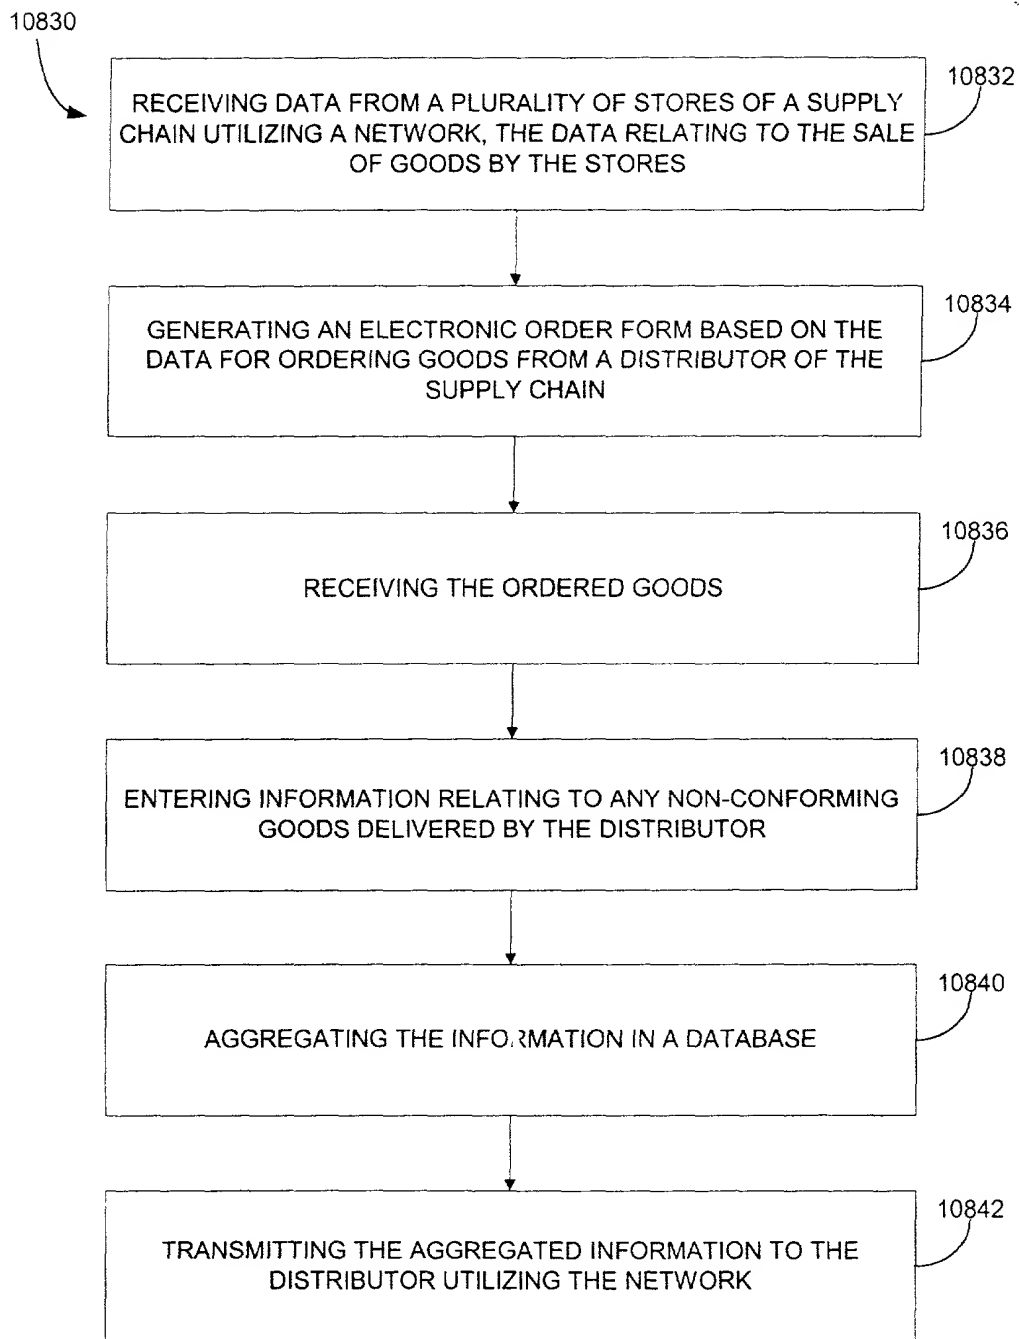 10830
10832
RECEIVING DATA FROM A PLURALITY OF STORES OF A SUPPLY
CHAIN UTILIZING A NETWORK, THE DATA RELATING TO THE SALE
OF GOODS BY THE STORES
10834
GENERATING AN ELECTRONIC ORDER FORM BASED ON THE
DATA FOR ORDERING GOODS FROM A DISTRIBUTOR OF THE
SUPPLY CHAIN
10836
RECEIVING THE ORDERED GOODS
10838
ENTERING INFORMATION RELATING TO ANY NON-CONFORMING
GOODS DELIVERED BY THE DISTRIBUTOR
10840
AGGREGATING THE INFORMATION IN A DATABASE
10842
TRANSMITTING THE AGGREGATED INFORMATION TO THE
DISTRIBUTOR UTILIZING THE NETWORK